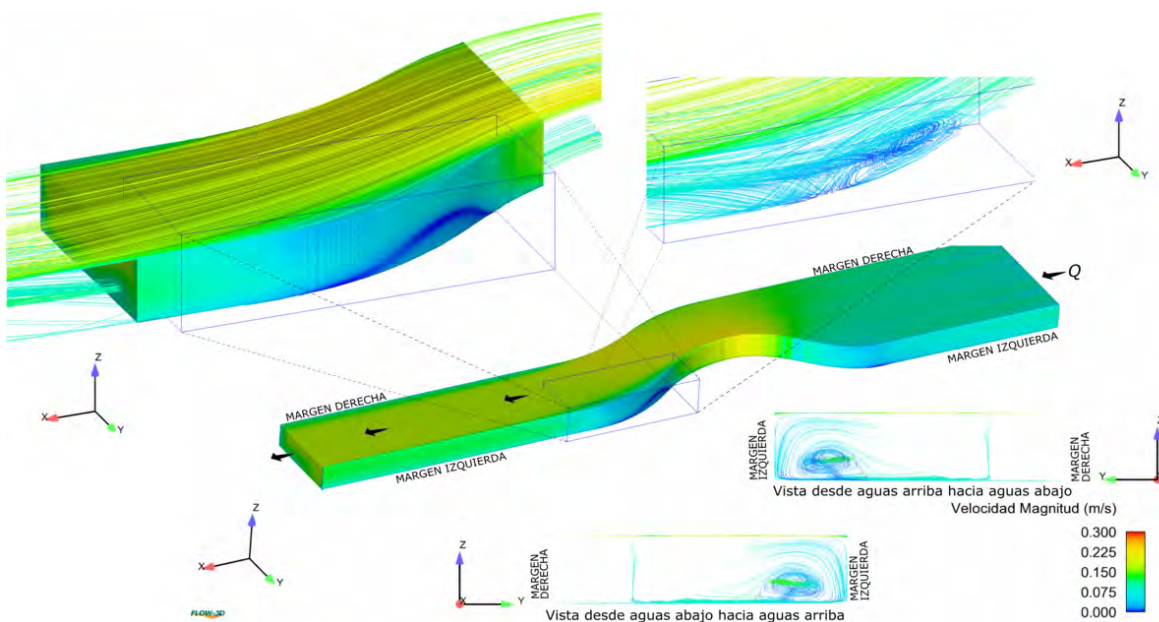 Z
X
Y
Z
X
Y
MARGEN DERECHA
Q
MARGEN IZQUIERDA
Z
X
Y
MARGEN DERECHA
MARGEN IZQUIERDA
MARGEN
IZQUIERDA
MARGEN
DERECHA
Z
Y
X
Vista desde aguas arriba hacia aguas abajo
Velocidad Magnitud (m/s)
0.300
0.225
0.150
0.075
0.000
Z
X
Y
Z
X
Y
MARGEN
DERECHA
MARGEN
IZQUIERDA
Vista desde aguas abajo hacia aguas arriba
FLOW-3D